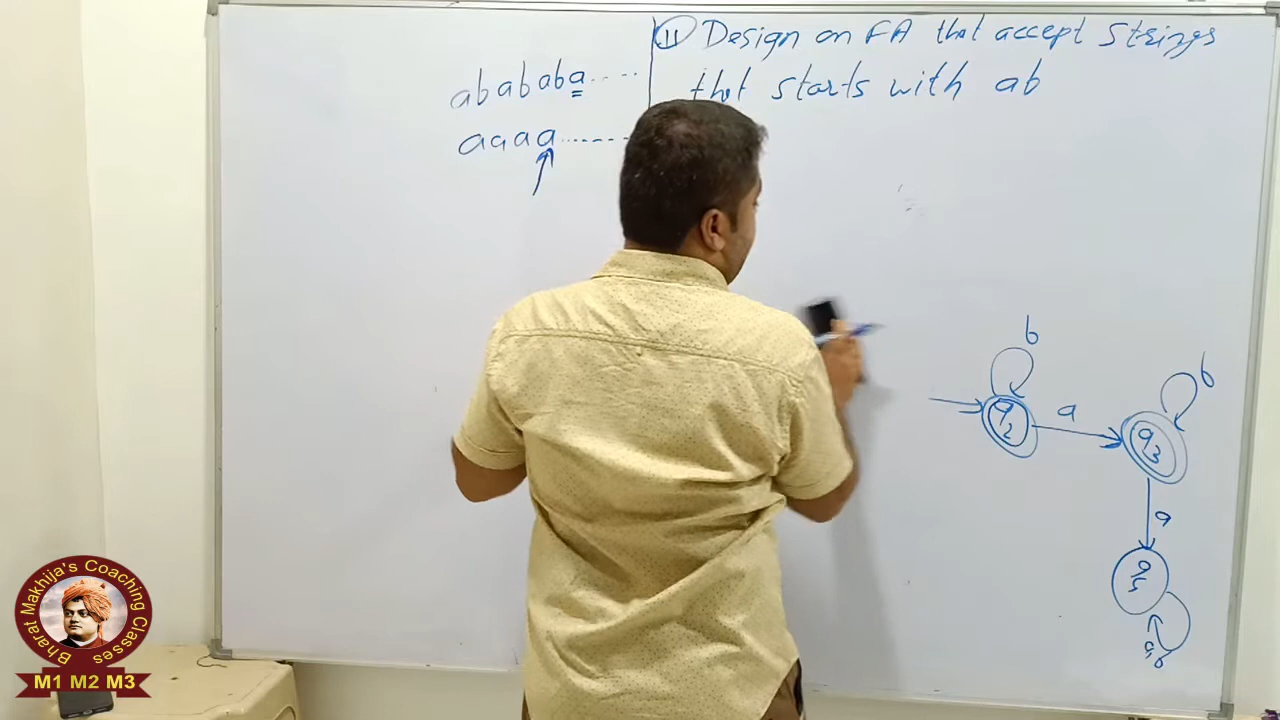 abababa.....
aaaa.......
11 Design an FA that accept strings
that starts with ab
b
q2
a
b
q3
a
q4
a,b
Bharat Makhija's Coaching Classes
M1 M2 M3